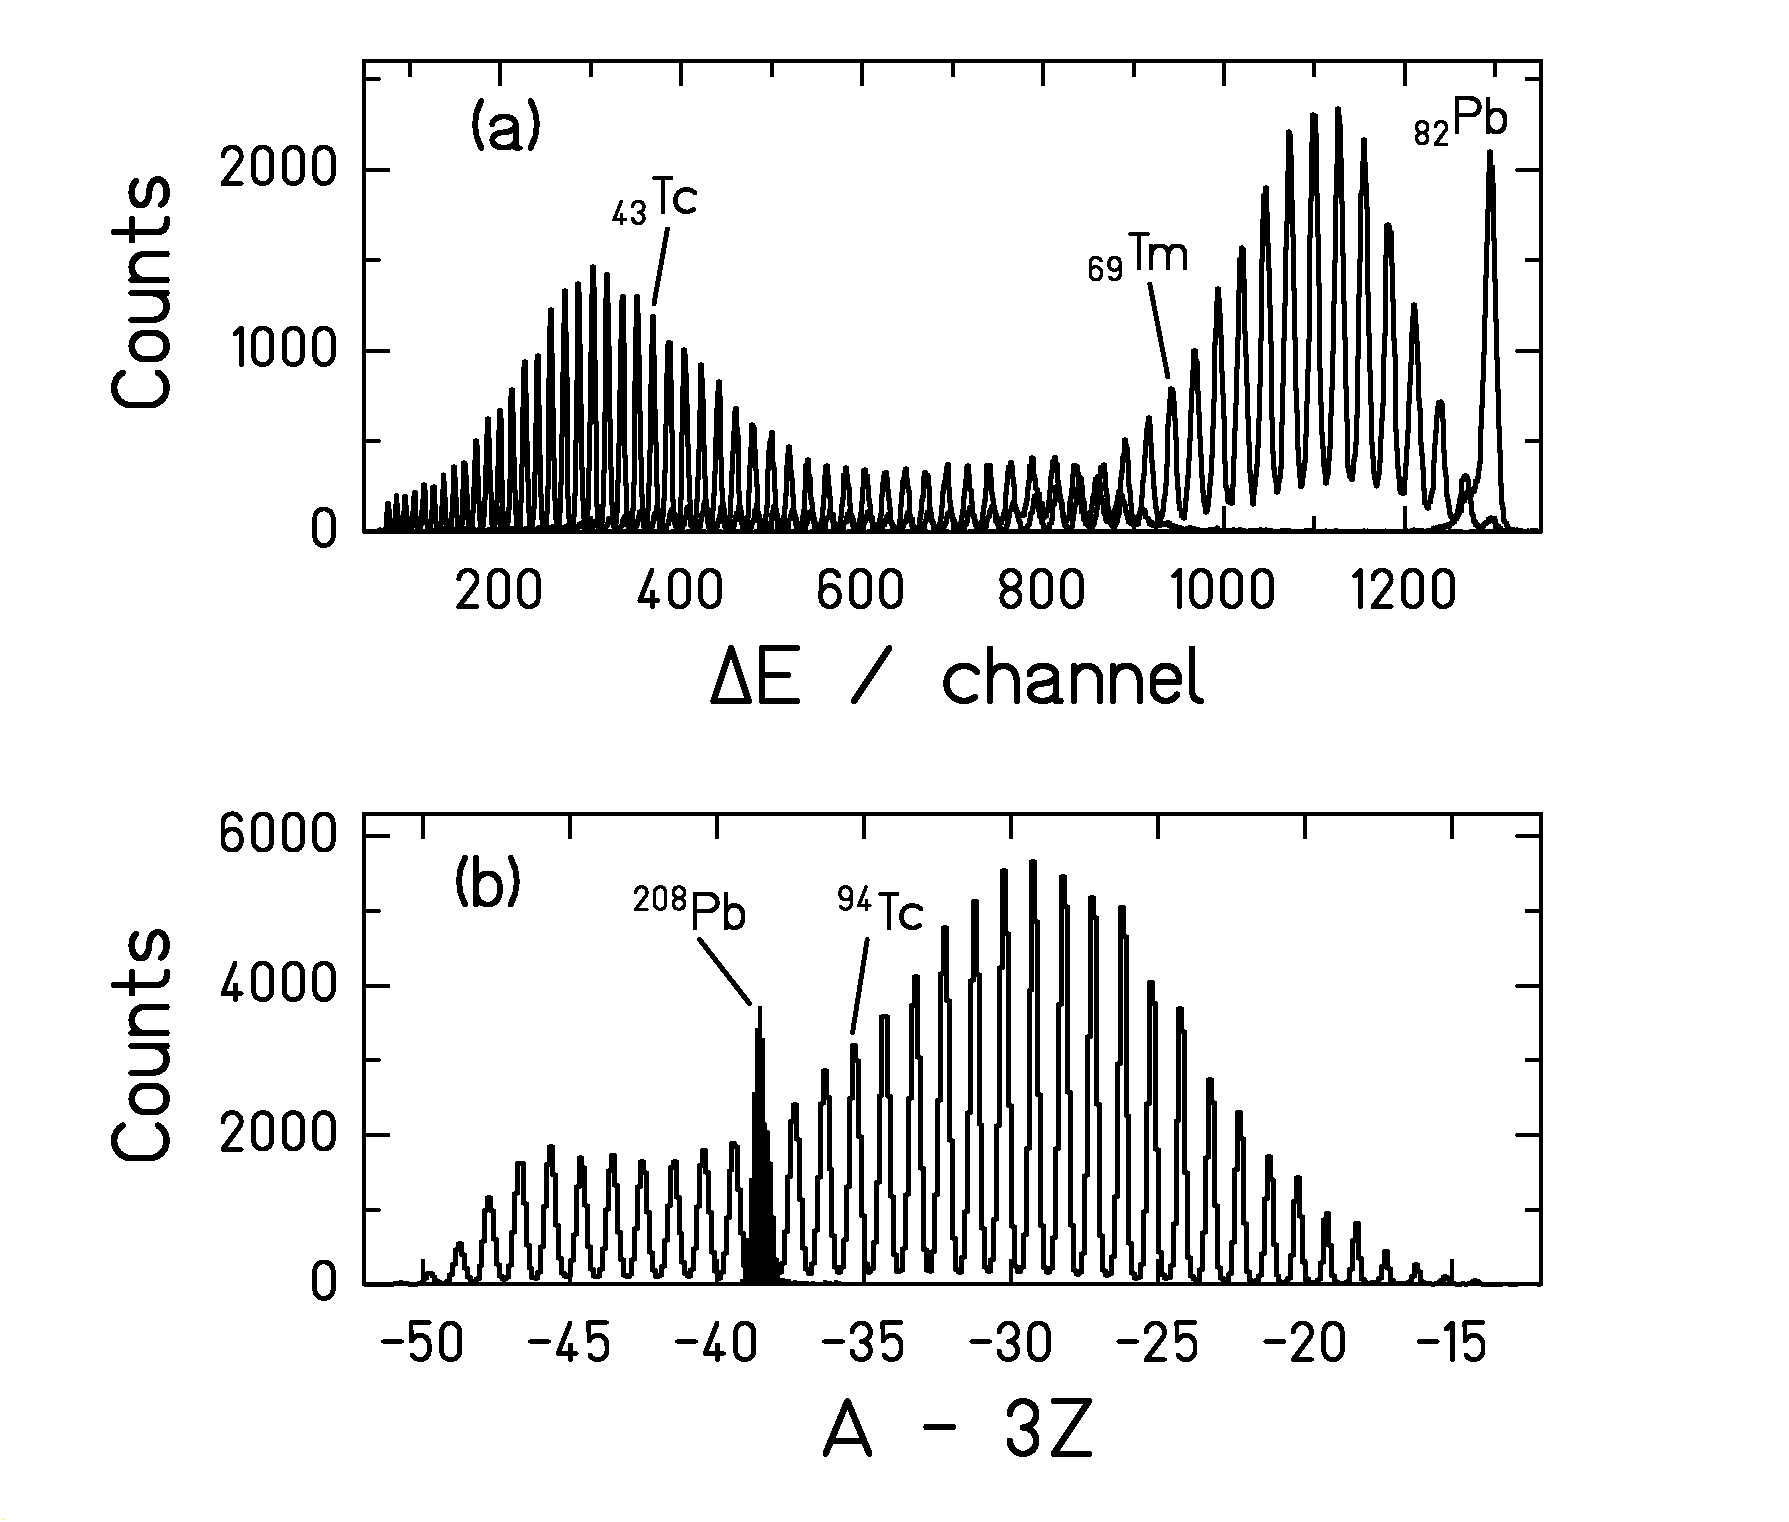 (a)
₈₂Pb
₄₃Tc
₆₉Tm
Counts
2000
1000
0
200 400 600 800 1000 1200
ΔE / channel
(b)
²⁰⁸Pb
⁹⁴Tc
Counts
6000
4000
2000
0
-50 -45 -40 -35 -30 -25 -20 -15
A - 3Z